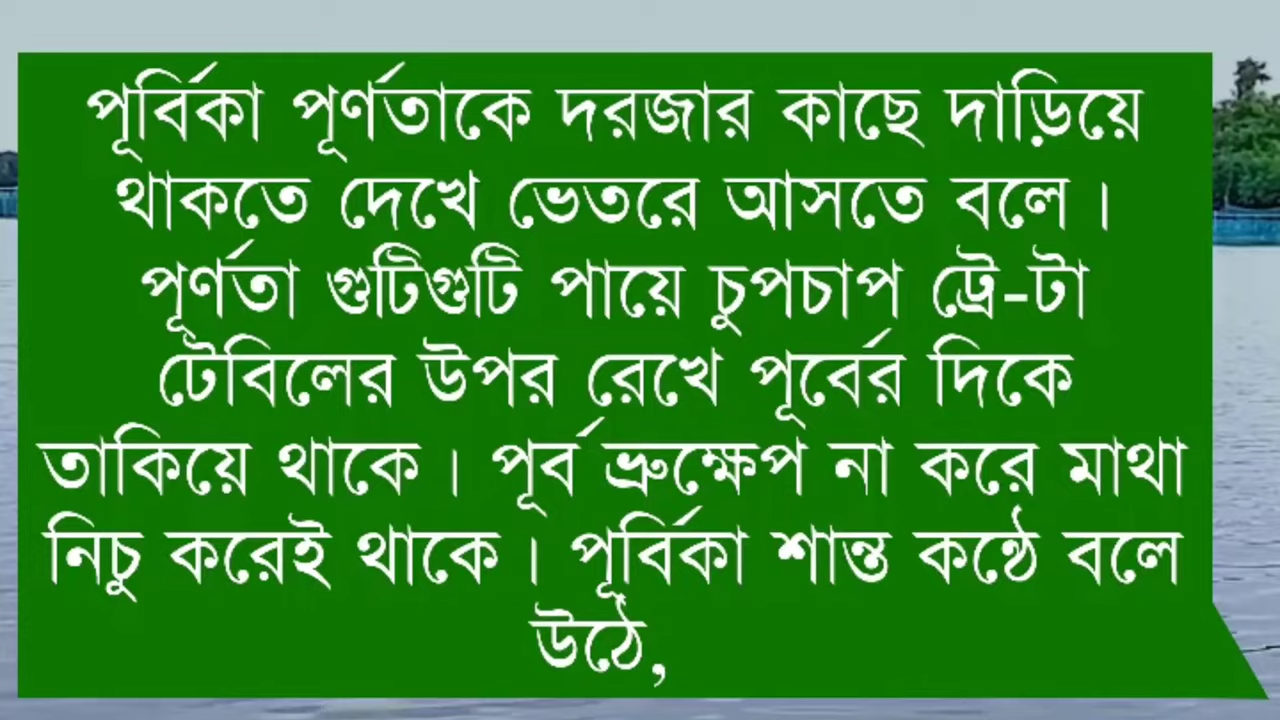 পূর্বিকা পূর্ণতাকে দরজার কাছে দাড়িয়ে
থাকতে দেখে ভেতরে আসতে বলে।
পূর্ণতা গুটিগুটি পায়ে চুপচাপ ট্রে-টা
টেবিলের উপর রেখে পূর্বের দিকে
তাকিয়ে থাকে। পূর্ব ভ্রুক্ষেপ না করে মাথা
নিচু করেই থাকে। পূর্বিকা শান্ত কন্ঠে বলে
উঠে,